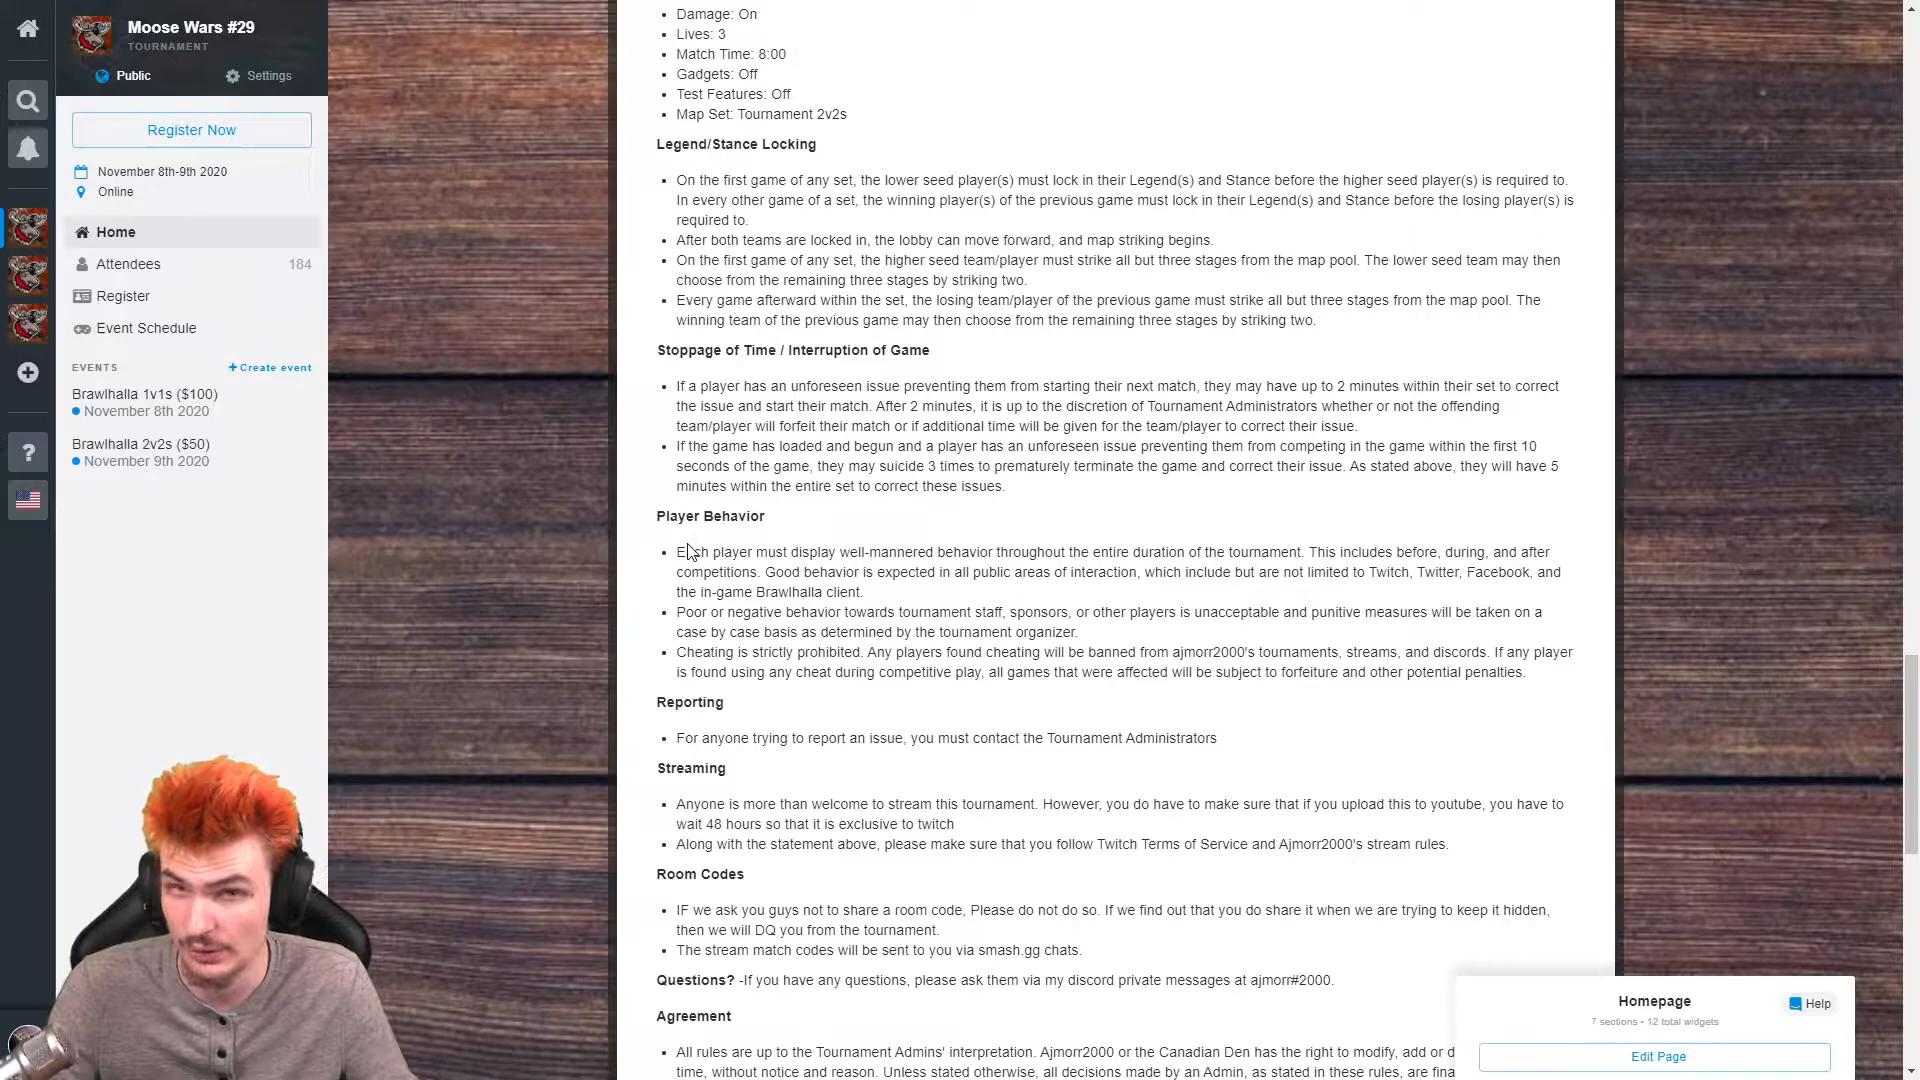 Moose Wars #29
TOURNAMENT
Public
Settings
Register Now
November 8th-9th 2020
Online
Home
Attendees 184
Register
Event Schedule
EVENTS
+ Create event
Brawlhalla 1v1s ($100)
November 8th 2020
Brawlhalla 2v2s ($50)
November 9th 2020
?
• Damage: On
• Lives: 3
• Match Time: 8:00
• Gadgets: Off
• Test Features: Off
• Map Set: Tournament 2v2s
Legend/Stance Locking
• On the first game of any set, the lower seed player(s) must lock in their Legend(s) and Stance before the higher seed player(s) is required to.
In every other game of a set, the winning player(s) of the previous game must lock in their Legend(s) and Stance before the losing player(s) is
required to.
• After both teams are locked in, the lobby can move forward, and map striking begins.
• On the first game of any set, the higher seed team/player must strike all but three stages from the map pool. The lower seed team may then
choose from the remaining three stages by striking two.
• Every game afterward within the set, the losing team/player of the previous game must strike all but three stages from the map pool. The
winning team of the previous game may then choose from the remaining three stages by striking two.
Stoppage of Time / Interruption of Game
• If a player has an unforeseen issue preventing them from starting their next match, they may have up to 2 minutes within their set to correct
the issue and start their match. After 2 minutes, it is up to the discretion of Tournament Administrators whether or not the offending
team/player will forfeit their match or if additional time will be given for the team/player to correct their issue.
• If the game has loaded and begun and a player has an unforeseen issue preventing them from competing in the game within the first 10
seconds of the game, they may suicide 3 times to prematurely terminate the game and correct their issue. As stated above, they will have 5
minutes within the entire set to correct these issues.
Player Behavior
• Each player must display well-mannered behavior throughout the entire duration of the tournament. This includes before, during, and after
competitions. Good behavior is expected in all public areas of interaction, which include but are not limited to Twitch, Twitter, Facebook, and
the in-game Brawlhalla client.
• Poor or negative behavior towards tournament staff, sponsors, or other players is unacceptable and punitive measures will be taken on a
case by case basis as determined by the tournament organizer.
• Cheating is strictly prohibited. Any players found cheating will be banned from ajmorr2000's tournaments, streams, and discords. If any player
is found using any cheat during competitive play, all games that were affected will be subject to forfeiture and other potential penalties.
Reporting
• For anyone trying to report an issue, you must contact the Tournament Administrators
Streaming
• Anyone is more than welcome to stream this tournament. However, you do have to make sure that if you upload this to youtube, you have to
wait 48 hours so that it is exclusive to twitch
• Along with the statement above, please make sure that you follow Twitch Terms of Service and Ajmorr2000's stream rules.
Room Codes
• IF we ask you guys not to share a room code, Please do not do so. If we find out that you do share it when we are trying to keep it hidden,
then we will DQ you from the tournament.
• The stream match codes will be sent to you via smash.gg chats.
Questions? -If you have any questions, please ask them via my discord private messages at ajmorr#2000.
Agreement
• All rules are up to the Tournament Admins' interpretation. Ajmorr2000 or the Canadian Den has the right to modify, add or
time, without notice and reason. Unless stated otherwise, all decisions made by an Admin, as stated in these rules, are
Homepage
Help
7 sections • 12 total widgets
Edit Page